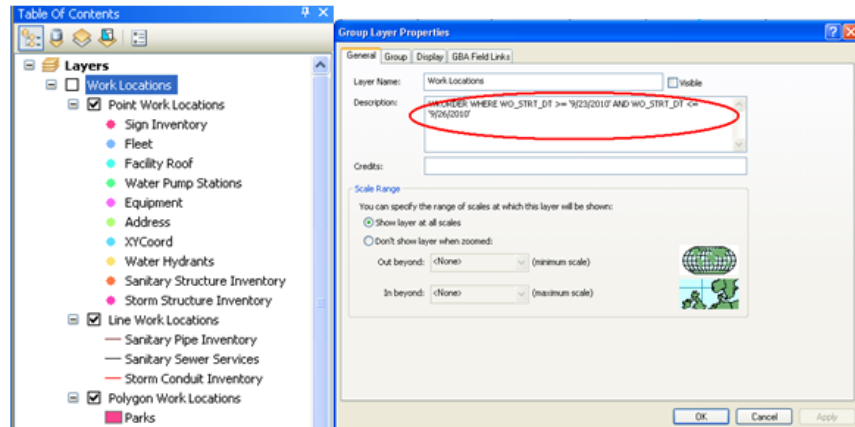 Table Of Contents
Layers
Work Locations
Point Work Locations
Sign Inventory
Fleet
Facility Roof
Water Pump Stations
Equipment
Address
XYCoord
Water Hydrants
Sanitary Structure Inventory
Storm Structure Inventory
Line Work Locations
Sanitary Pipe Inventory
Sanitary Sewer Services
Storm Conduit Inventory
Polygon Work Locations
Parks
Group Layer Properties
General Group Display GBA Field Links
Layer Name: Work Locations Visible
Description: WHERE WO_STRT_DT >= '9/23/2010' AND WO_STRT_DT <=
'9/26/2010'
Credits:
Scale Range
You can specify the range of scales at which this layer will be shown:
Show layer at all scales
Don't show layer when zoomed:
Out beyond: <None> (minimum scale)
In beyond: <None> (maximum scale)
OK Cancel Apply